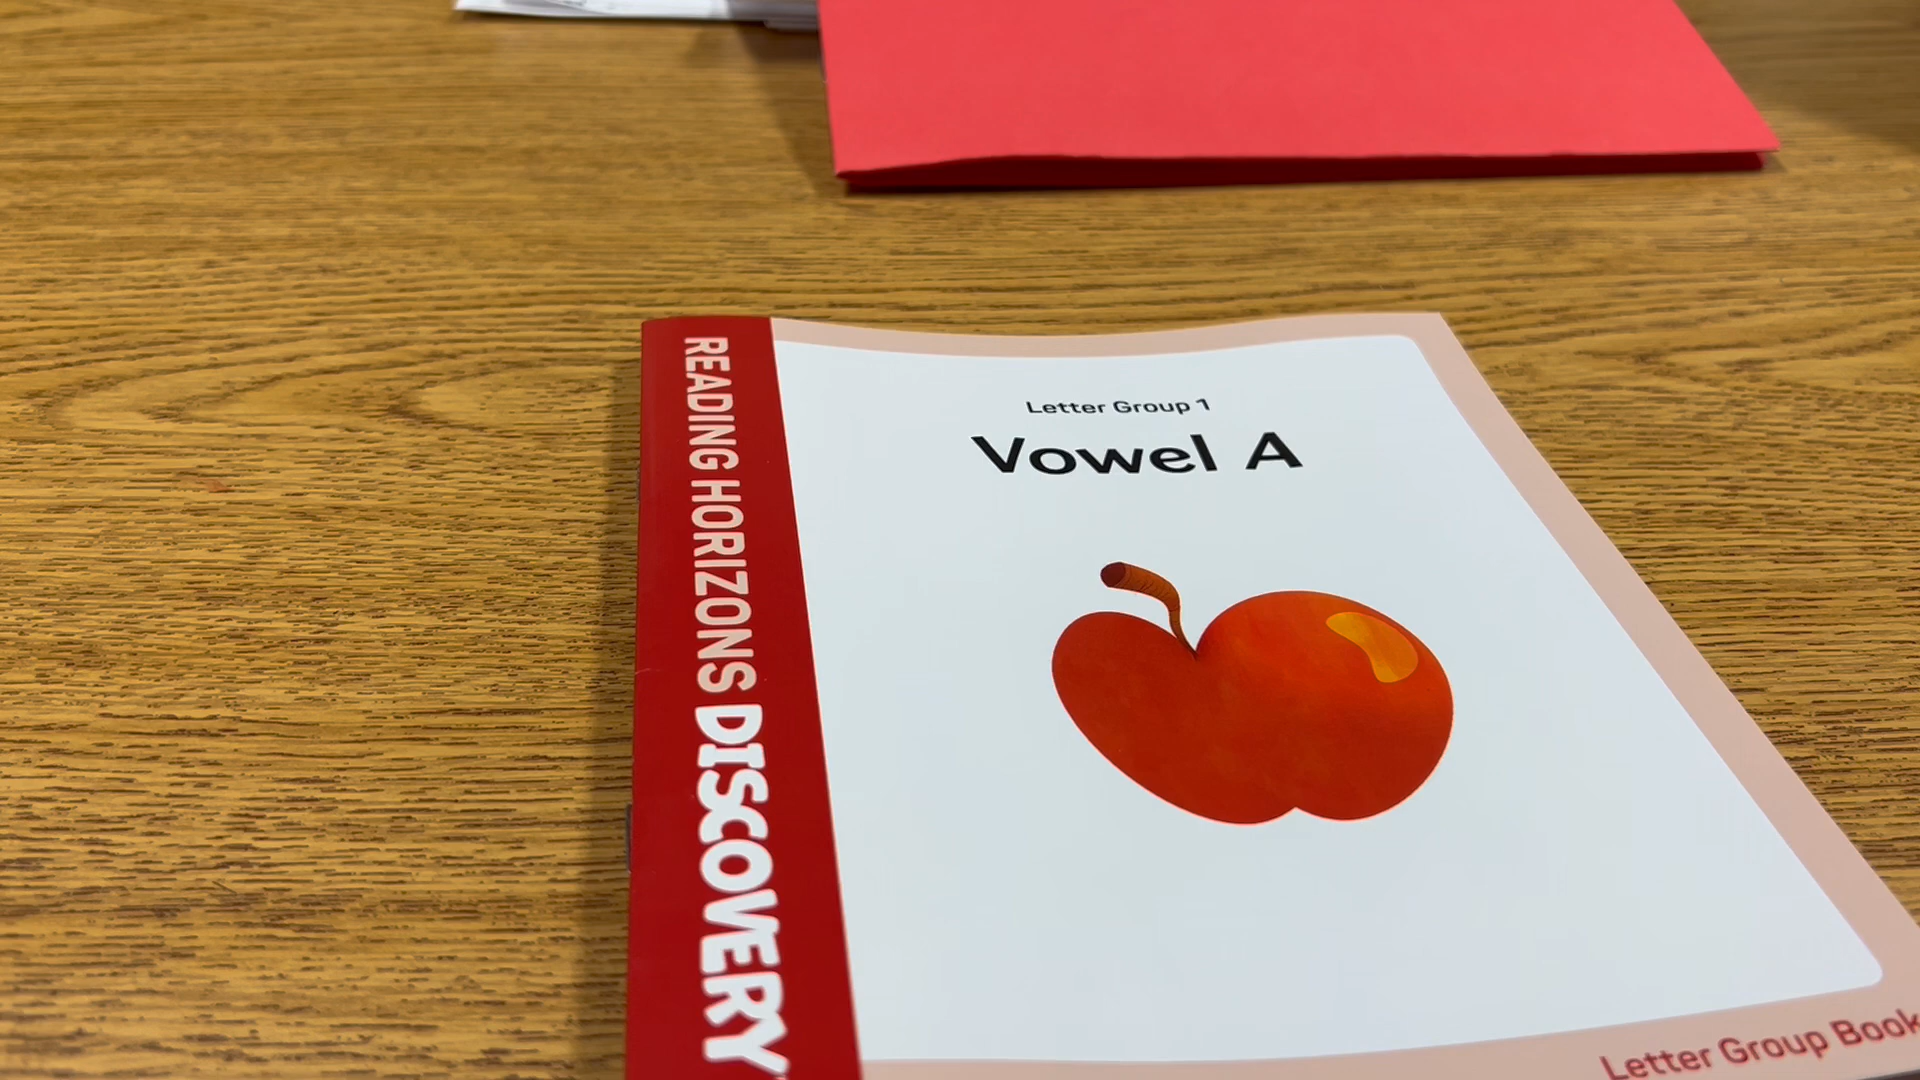 READING HORIZONS DISCOVERY
Letter Group 1
Vowel A
Letter Group Book